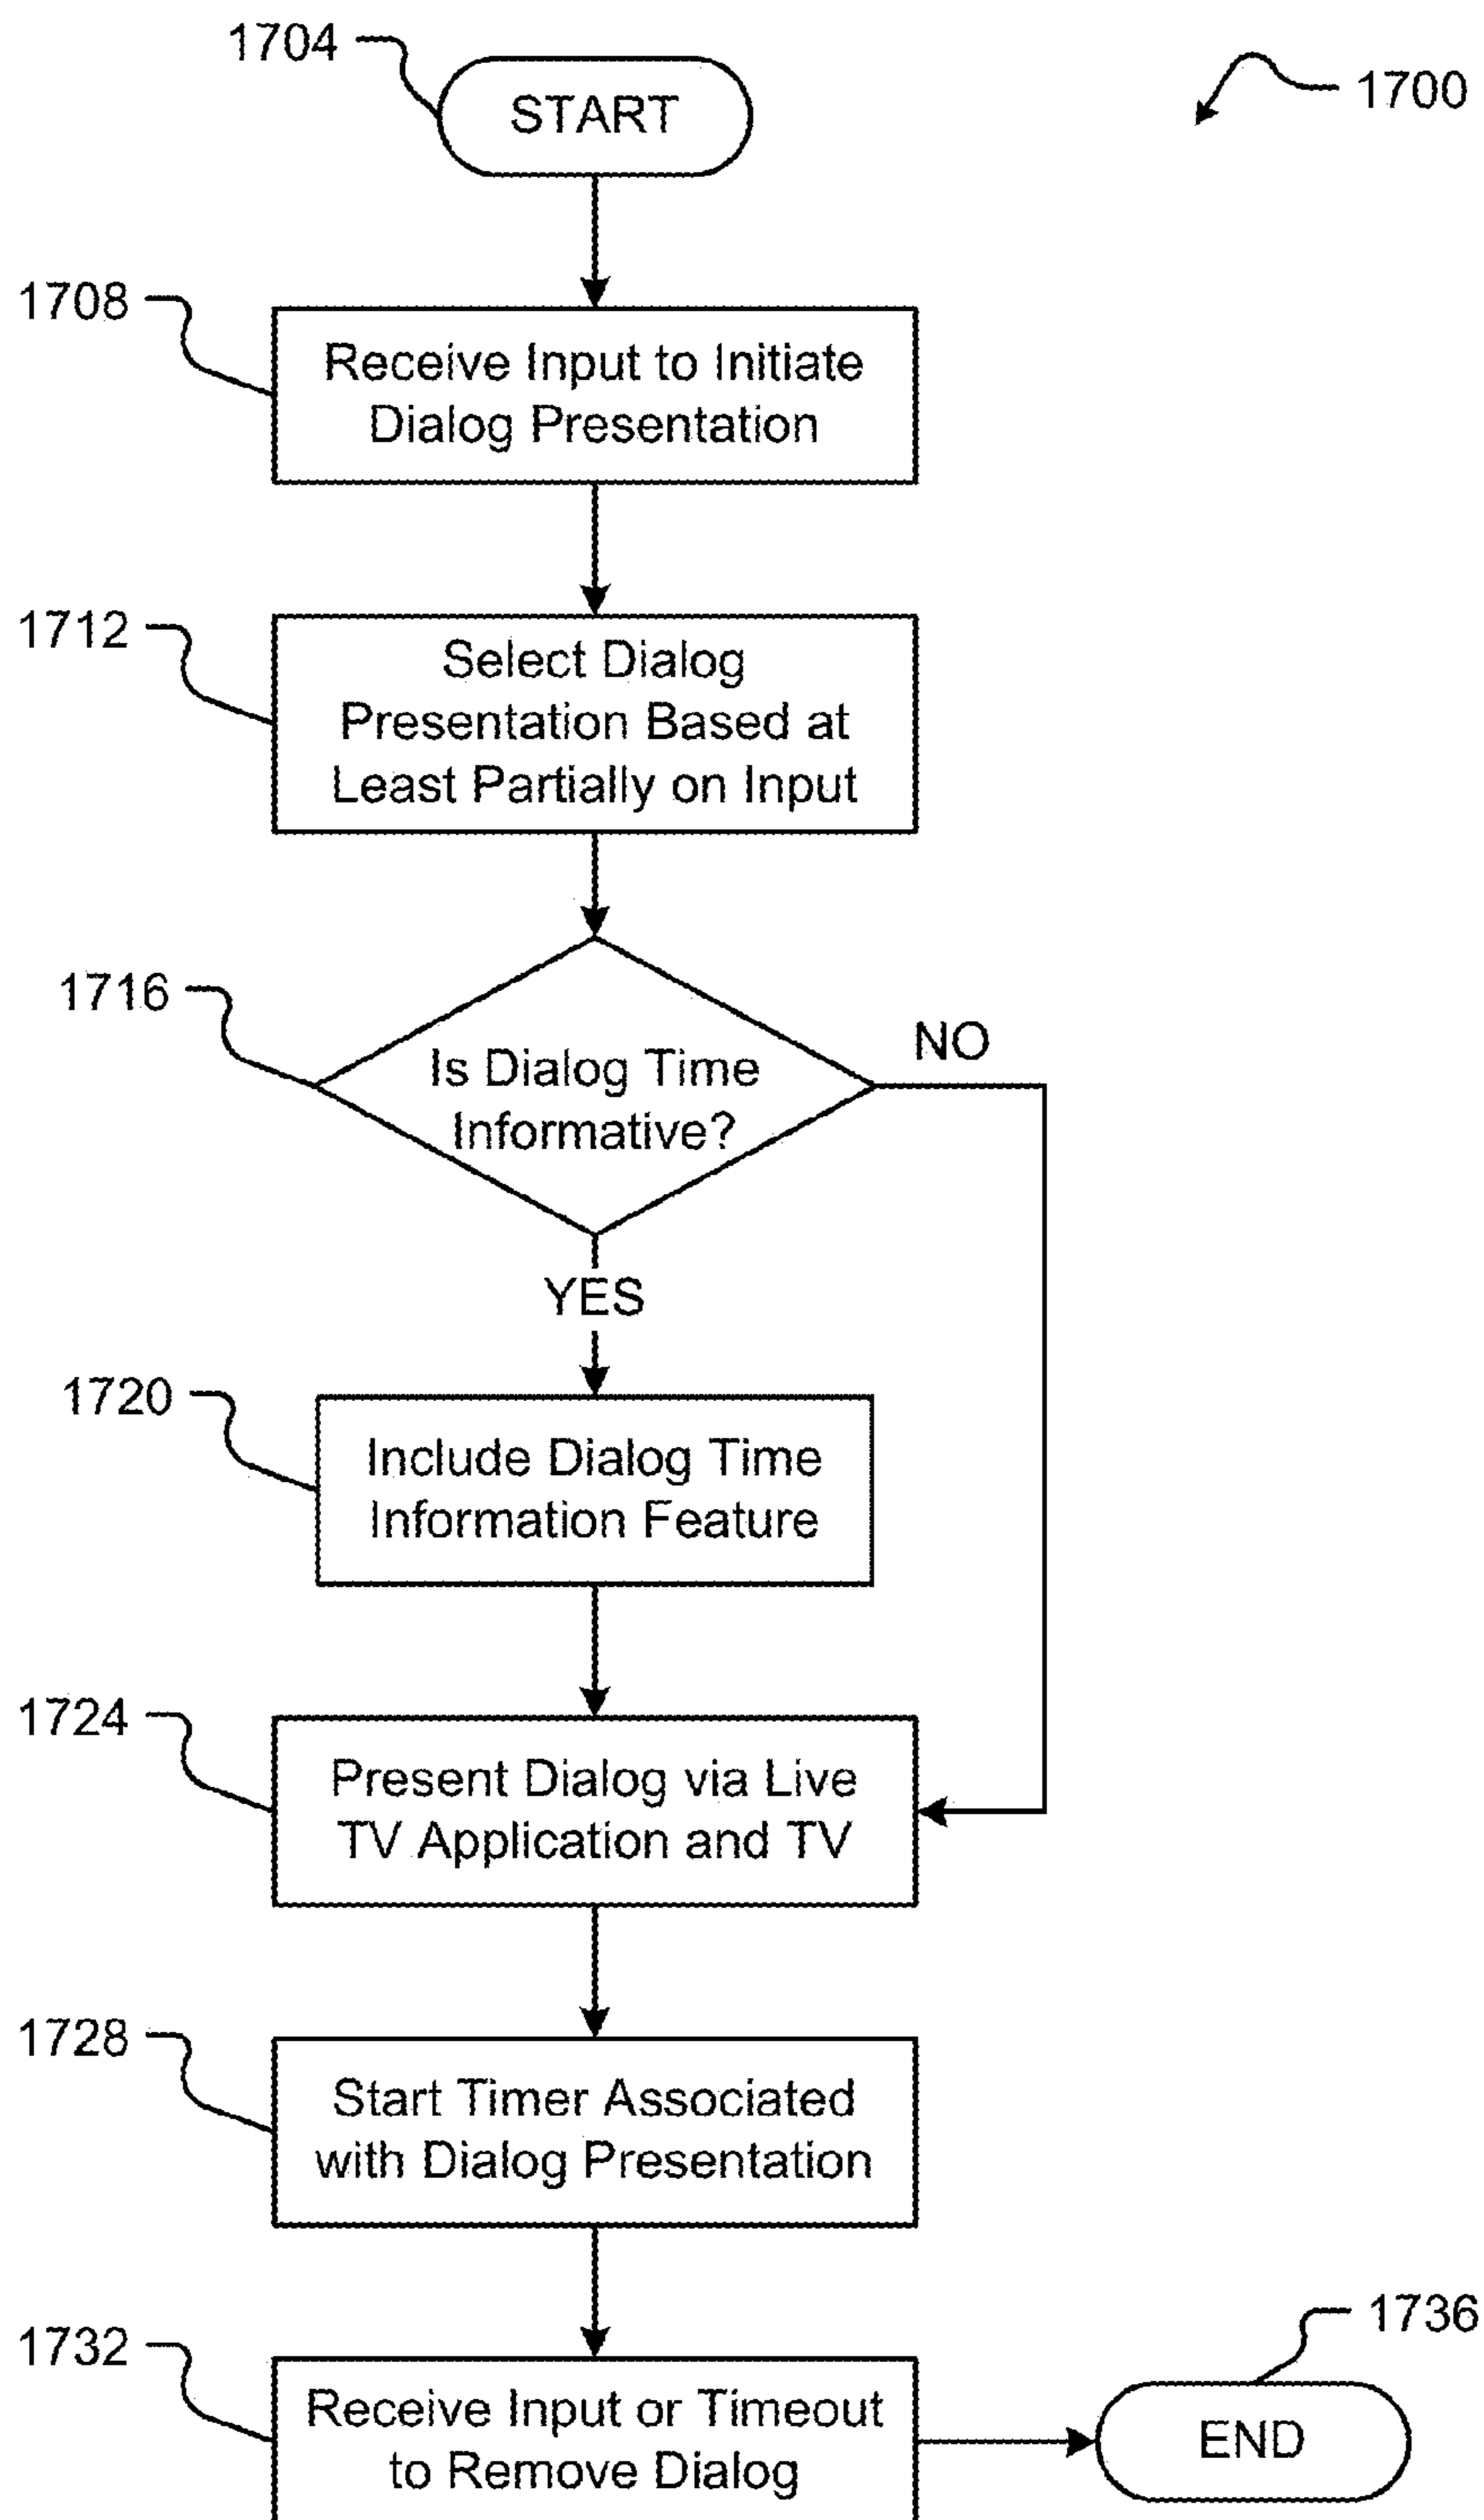 1704
START
1700
1708
Receive Input to Initiate
Dialog Presentation
1712
Select Dialog
Presentation Based at
Least Partially on Input
1716
Is Dialog Time
Informative?
NO
YES
1720
Include Dialog Time
Information Feature
1724
Present Dialog via Live
TV Application and TV
1728
Start Timer Associated
with Dialog Presentation
1732
Receive Input or Timeout
to Remove Dialog
1736
END